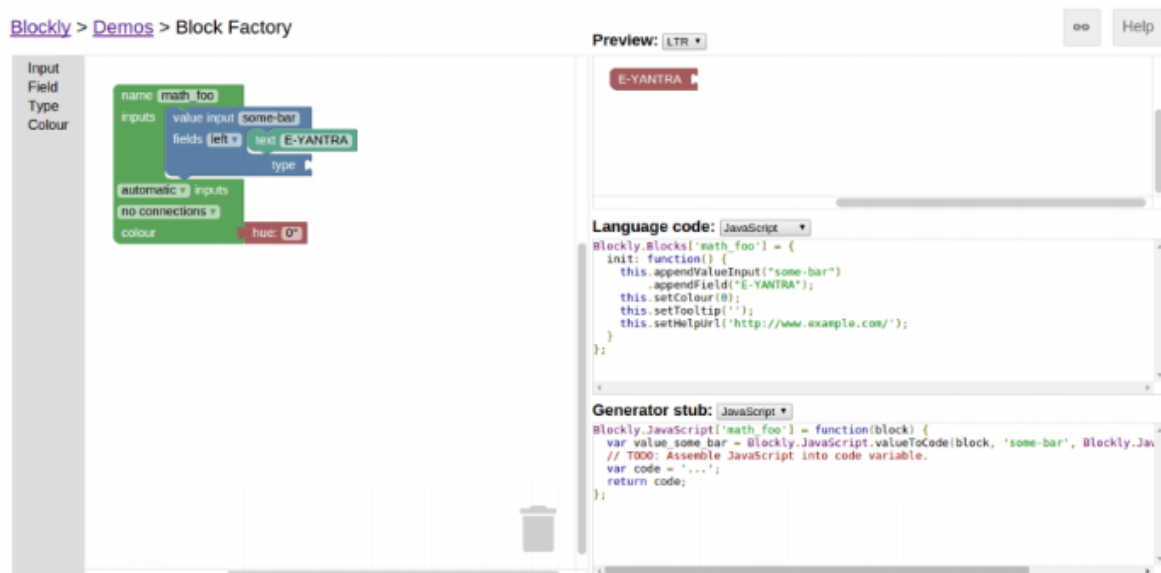 Blockly > Demos > Block Factory
Help
Input
Field
Type
Colour
name math_foo
inputs value input some-bar
fields left text E-YANTRA
type
automatic inputs
no connections
colour hue: 0°
Preview: LTR
E-YANTRA
Language code: JavaScript
Blockly.Blocks['math_foo'] = {
init: function() {
this.appendValueInput("some-bar")
.appendField("E-YANTRA");
this.setColour(0);
this.setTooltip('');
this.setHelpUrl('http://www.example.com/');
}
};
Generator stub: JavaScript
Blockly.JavaScript['math_foo'] = function(block) {
var value_some_bar = Blockly.JavaScript.valueToCode(block, 'some-bar', Blockly.Jav
// TODO: Assemble JavaScript into code variable.
var code = '...';
return code;
};